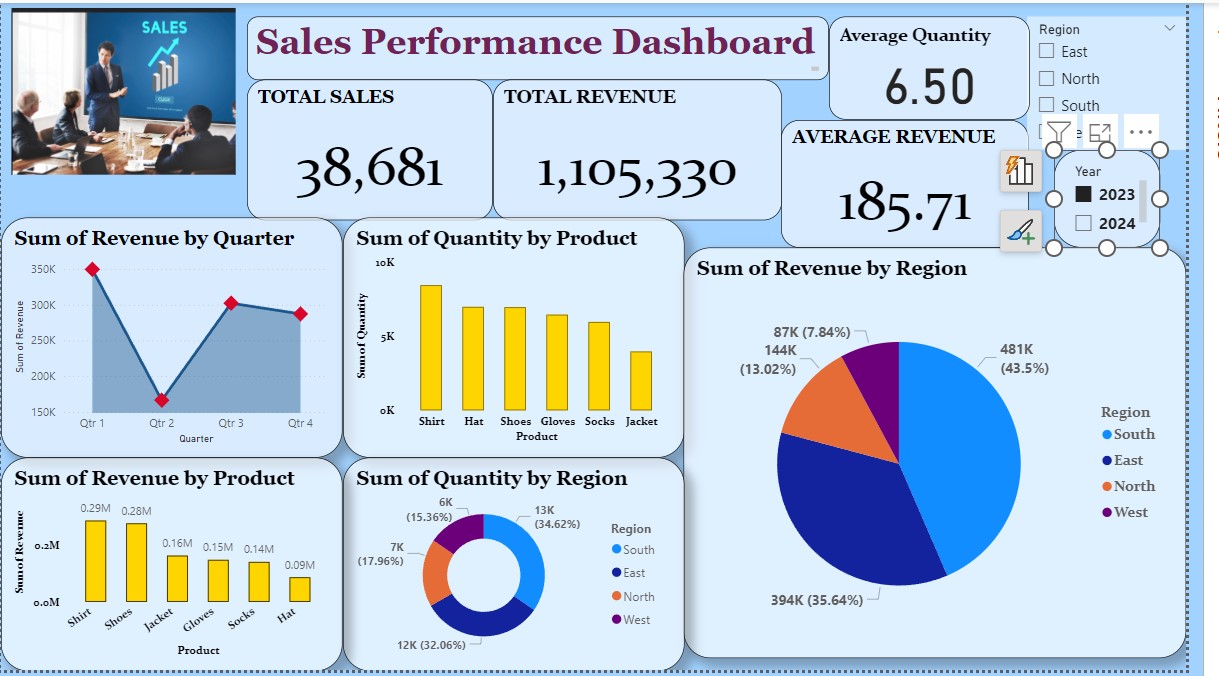 SALES
Sales Performance Dashboard
Average Quantity
6.50
Region
East
North
South
TOTAL SALES
38,681
TOTAL REVENUE
1,105,330
AVERAGE REVENUE
185.71
Year
2023
2024
Sum of Revenue by Quarter
350K
300K
250K
200K
150K
Sum of Revenue
Qtr 1 Qtr 2 Qtr 3 Qtr 4
Quarter
Sum of Quantity by Product
10K
5K
0K
Sum of Quantity
Shirt Hat Shoes Gloves Socks Jacket
Product
Sum of Revenue by Region
87K (7.84%)
144K
(13.02%)
481K
(43.5%)
394K (35.64%)
Region
South
East
North
West
Sum of Revenue by Product
0.29M 0.28M 0.16M 0.15M 0.14M 0.09M
0.2M
0.0M
Sum of Revenue
Shirt Shoes Jacket Gloves Socks Hat
Product
Sum of Quantity by Region
6K
(15.36%)
13K
(34.62%)
7K
(17.96%)
12K (32.06%)
Region
South
East
North
West